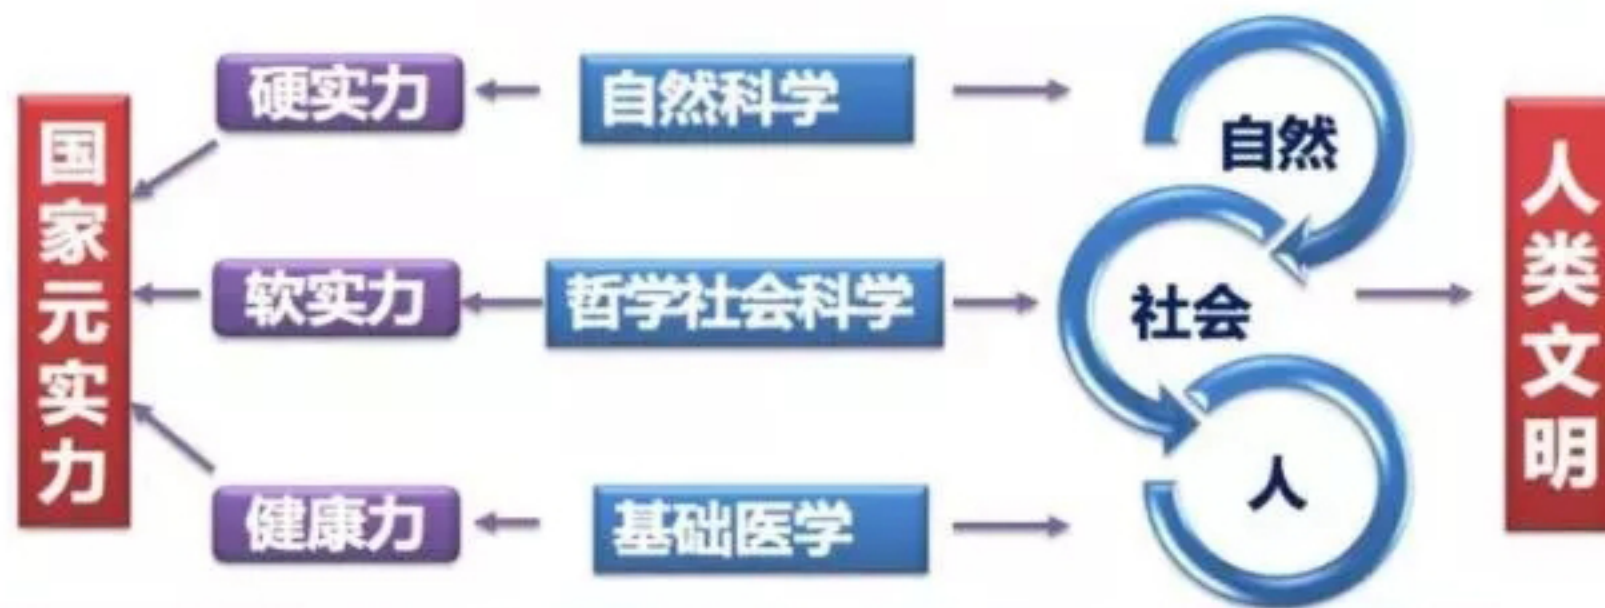 国家元实力
硬实力
自然科学
自然
软实力
哲学社会科学
社会
健康力
基础医学
人
人类文明